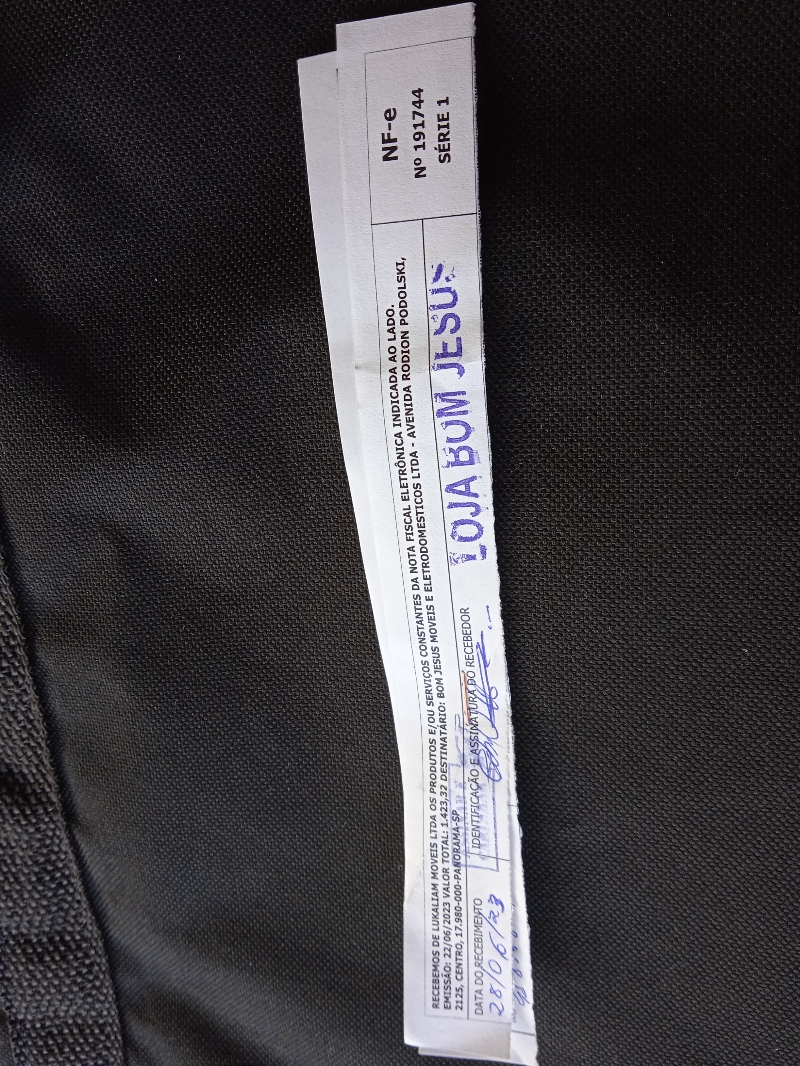 RECEBEMOS DE LUKALIAM MOVEIS LTDA OS PRODUTOS E/OU SERVIÇOS CONSTANTES DA NOTA FISCAL ELETRÔNICA INDICADA AO LADO.
EMISSÃO: 22/06/2023 VALOR TOTAL: 1.423,32 DESTINATÁRIO: BOM JESUS MOVEIS E ELETRODOMESTICOS LTDA - AVENIDA RODION PODOLSKI,
2125, CENTRO, 17.980-000-PANORAMA-SP
NF-e
Nº 191744
SÉRIE 1
DATA DO RECEBIMENTO
28/06/23
IDENTIFICAÇÃO E ASSINATURA DO RECEBEDOR
LOJA BOM JESUS